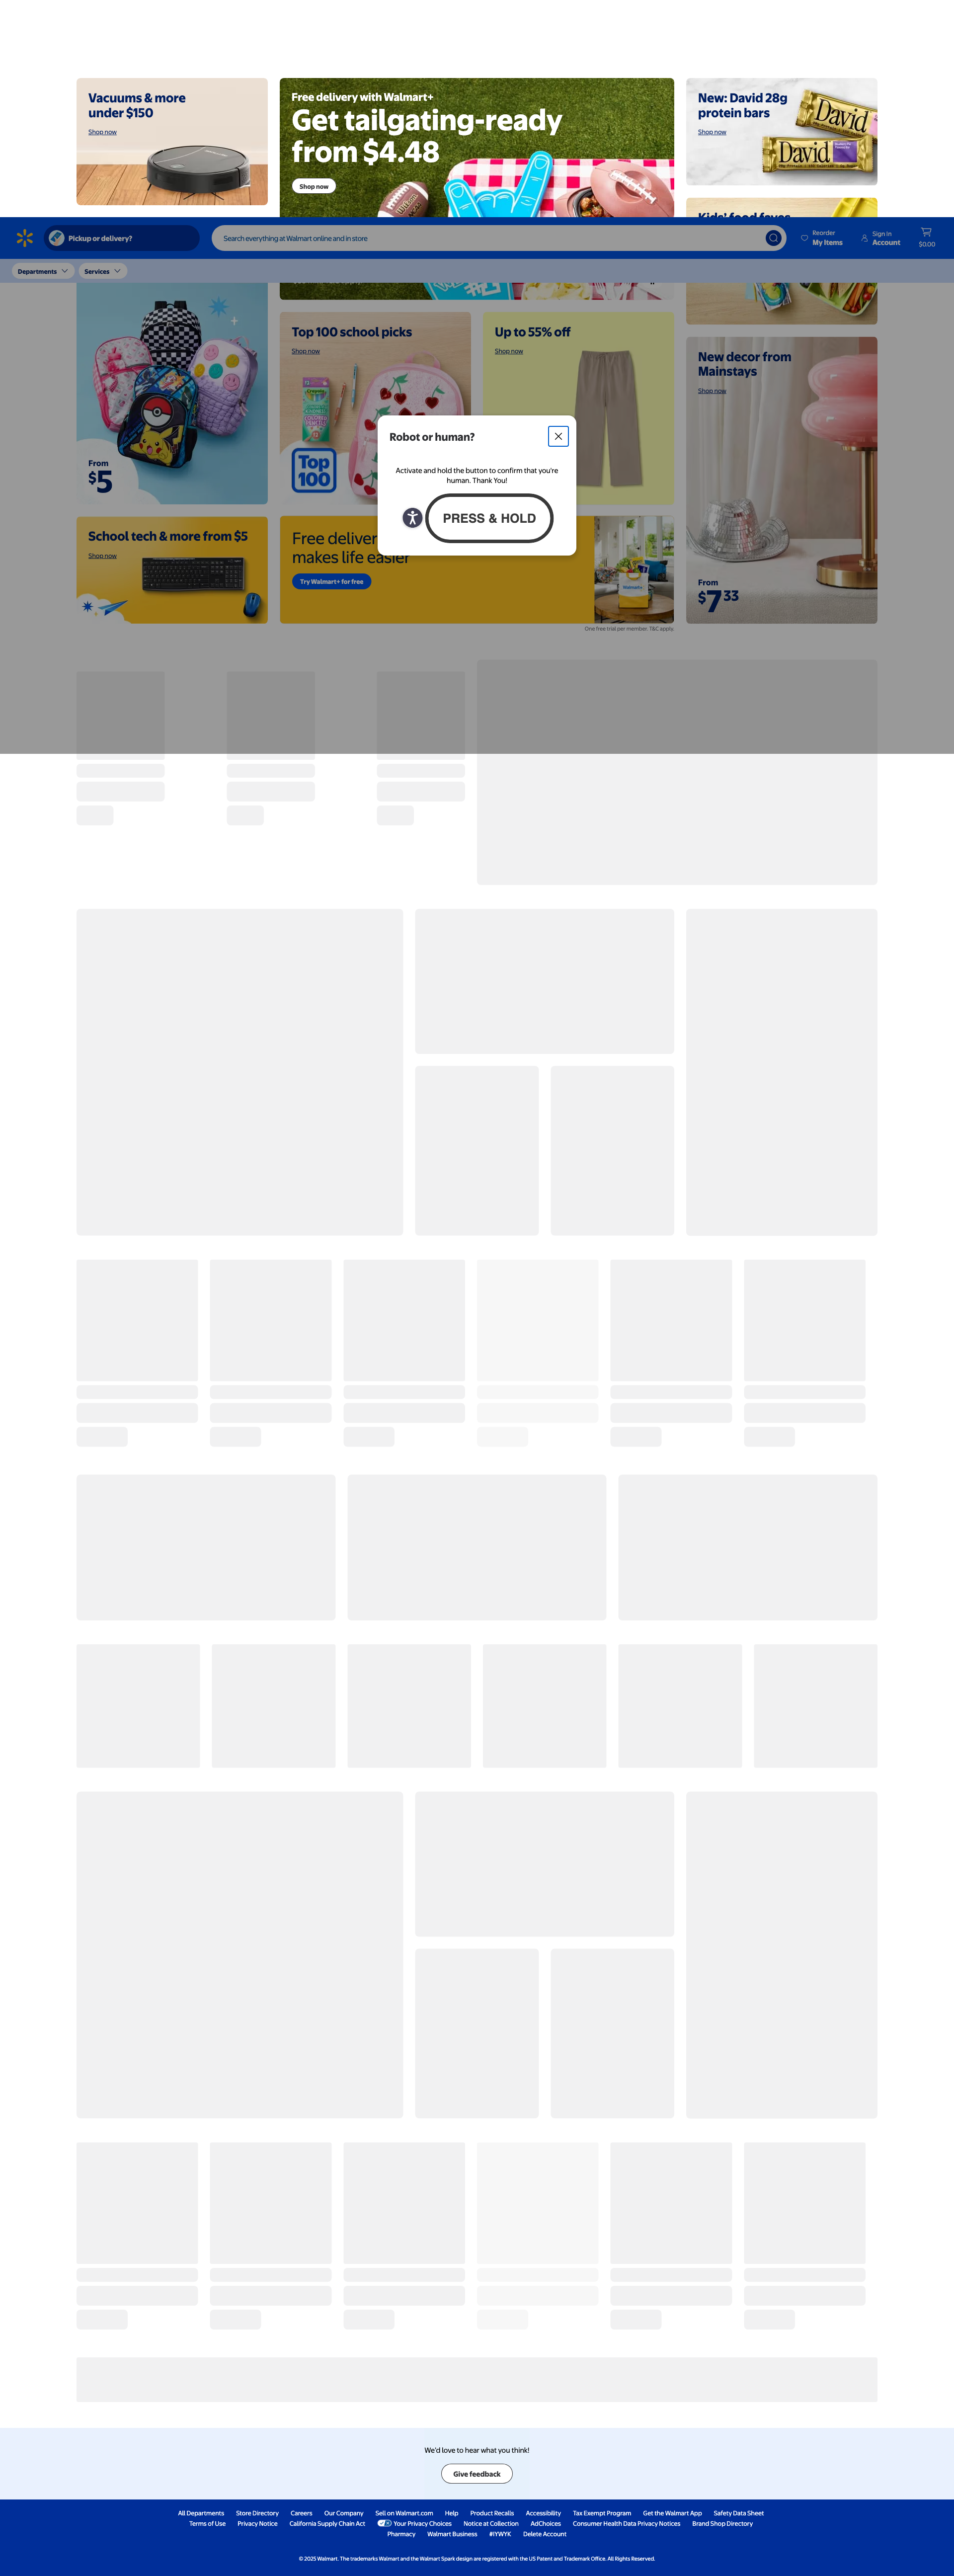 Vacuums & more
under $150
Shop now
Free delivery with Walmart+
Get tailgating-ready
from $4.48
Shop now
New: David 28g
protein bars
Shop now
David
David
Kids' food faves
Pickup or delivery?
Search everything at Walmart online and in store
Reorder
My Items
Sign In
Account
$0.00
Departments
Services
From
$5
Top 100 school picks
Shop now
Crayola
Top
100
Up to 55% off
Shop now
New decor from
Mainstays
Shop now
From
$7 33
Robot or human?
Activate and hold the button to confirm that you're
human. Thank You!
PRESS & HOLD
School tech & more from $5
Shop now
Free deliver
makes life easier
Try Walmart+ for free
One free trial per member. T&C apply.
We'd love to hear what you think!
Give feedback
All Departments Store Directory Careers Our Company Sell on Walmart.com Help Product Recalls Accessibility Tax Exempt Program Get the Walmart App Safety Data Sheet
Terms of Use Privacy Notice California Supply Chain Act Your Privacy Choices Notice at Collection AdChoices Consumer Health Data Privacy Notices Brand Shop Directory
Pharmacy Walmart Business #IYWYK Delete Account
© 2025 Walmart. The trademarks Walmart and the Walmart Spark design are registered with the US Patent and Trademark Office. All Rights Reserved.